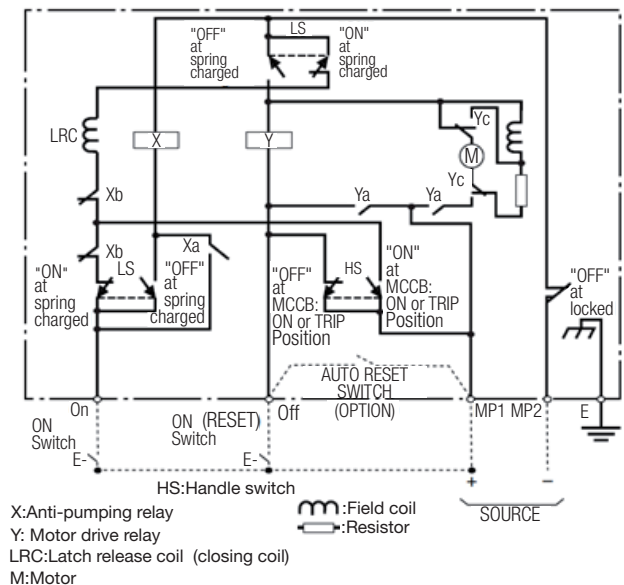 "OFF"
at
spring
charged
LS
"ON"
at
spring
charged
LRC
X
Y
Yc
M
Yc
Xb
Ya
Ya
Xb
Xa
"ON"
at
spring
charged
LS
"OFF"
at
spring
charged
"OFF"
at
MCCB:
ON or TRIP
Position
HS
"ON"
at
MCCB:
ON or TRIP
Position
"OFF"
at
locked
AUTO RESET
SWITCH
(OPTION)
On
Off
MP1 MP2
E
ON
Switch
ON (RESET)
Switch
E-
E-
+
−
HS:Handle switch
SOURCE
X:Anti-pumping relay
Y: Motor drive relay
LRC:Latch release coil (closing coil)
M:Motor
:Field coil
:Resistor